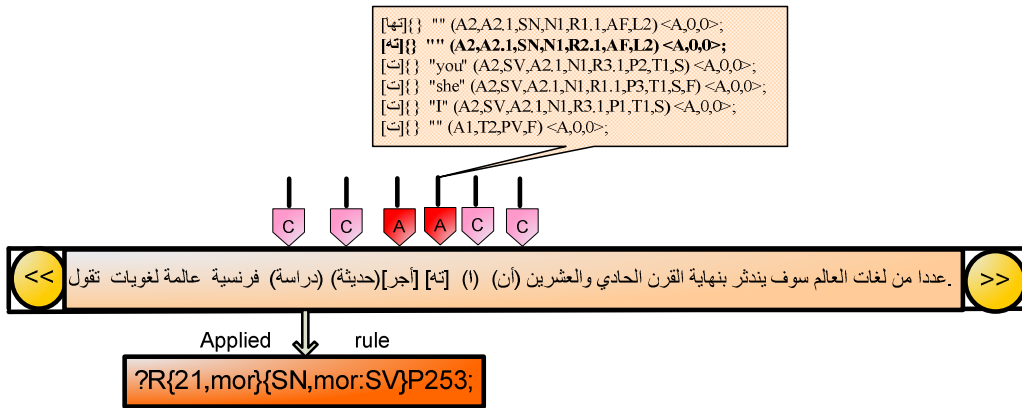 [تها]{} "" (A2,A2.1,SN,N1,R1.1,AF,L2) <A,0,0>;
[ته]{} "" (A2,A2.1,SN,N1,R2.1,AF,L2) <A,0,0>;
[ت]{} "you" (A2,SV,A2.1,N1,R3.1,P2,T1,S) <A,0,0>;
[ت]{} "she" (A2,SV,A2.1,N1,R1.1,P3,T1,S,F) <A,0,0>;
[ت]{} "I" (A2,SV,A2.1,N1,R3.1,P1,T1,S) <A,0,0>;
[ت]{} "" (A1,T2,PV,F) <A,0,0>;
C C A A C C
<< عددا من لغات العالم سوف يندثر بنهاية القرن الحادي والعشرين (أن) (ا) [ته] [أجر](حديثة) (دراسة) فرنسية عالمة لغويات تقول. >>
Applied rule
?R{21,mor}{SN,mor:SV}P253;